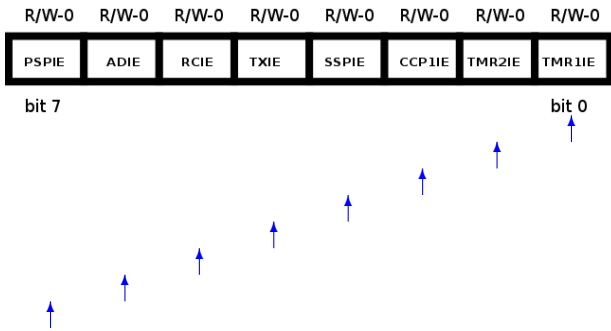 R/W-0 R/W-0 R/W-0 R/W-0 R/W-0 R/W-0 R/W-0 R/W-0
PSPIE ADIE RCIE TXIE SSPIE CCP1IE TMR2IE TMR1IE
bit 7 bit 0